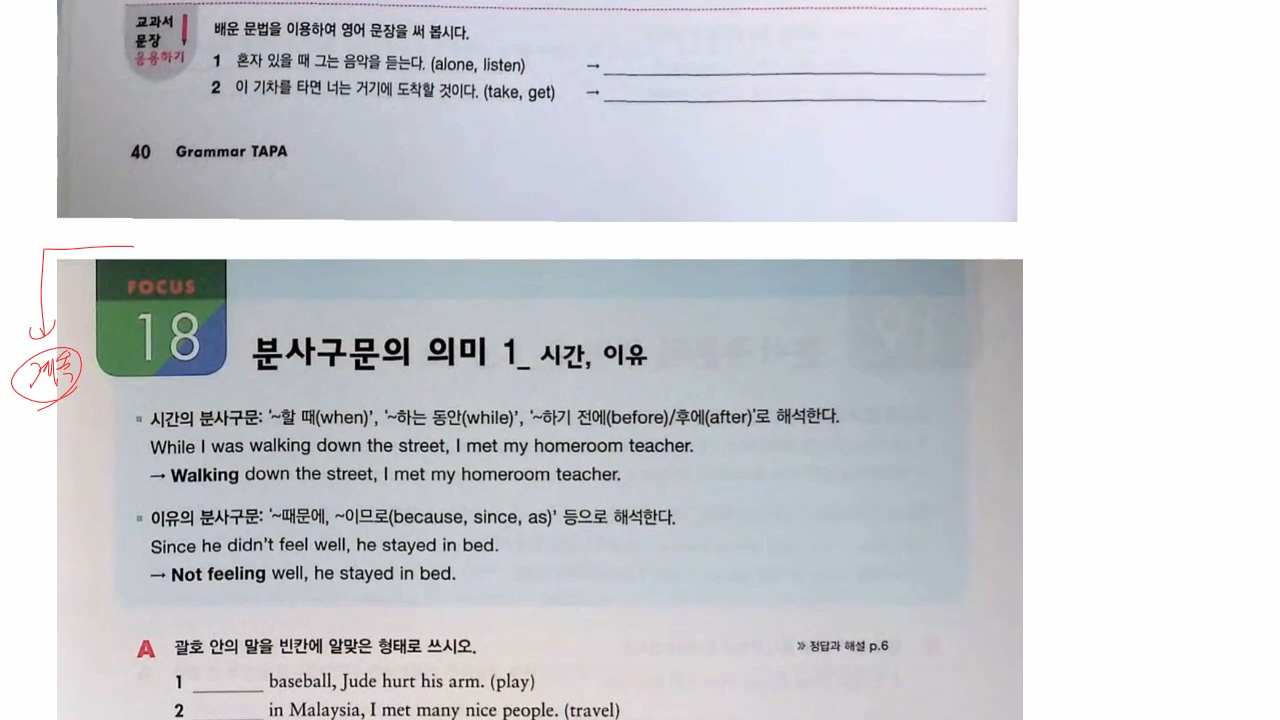 교과서
문장
응용하기
배운 문법을 이용하여 영어 문장을 써 봅시다.
1 혼자 있을 때 그는 음악을 듣는다. (alone, listen) →
2 이 기차를 타면 너는 거기에 도착할 것이다. (take, get) →
40 Grammar TAPA
FOCUS
18
분사구문의 의미 1_ 시간, 이유
계속
시간의 분사구문: '~할 때(when)', '~하는 동안(while)', '~하기 전에(before)/후에(after)'로 해석한다.
While I was walking down the street, I met my homeroom teacher.
→ Walking down the street, I met my homeroom teacher.
이유의 분사구문: '~때문에, ~이므로(because, since, as)' 등으로 해석한다.
Since he didn't feel well, he stayed in bed.
→ Not feeling well, he stayed in bed.
A 괄호 안의 말을 빈칸에 알맞은 형태로 쓰시오.
» 정답과 해설 p.6
1 ______ baseball, Jude hurt his arm. (play)
2 ______ in Malaysia, I met many nice people. (travel)